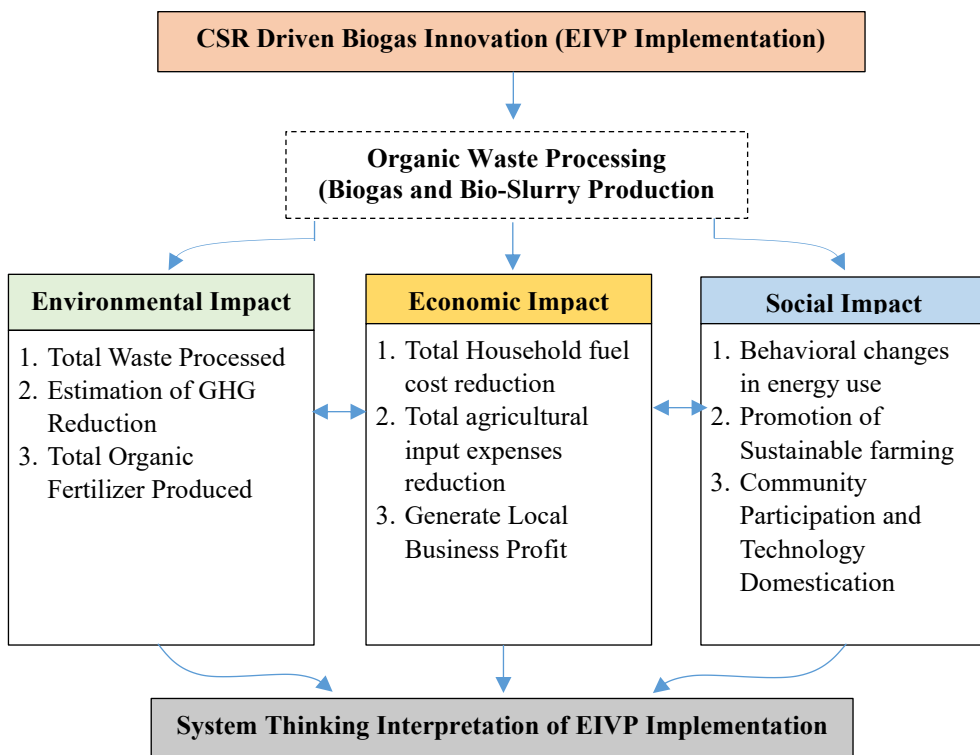 CSR Driven Biogas Innovation (EIVP Implementation)
Organic Waste Processing
(Biogas and Bio-Slurry Production
Environmental Impact
1. Total Waste Processed
2. Estimation of GHG
Reduction
3. Total Organic
Fertilizer Produced
Economic Impact
1. Total Household fuel
cost reduction
2. Total agricultural
input expenses
reduction
3. Generate Local
Business Profit
Social Impact
1. Behavioral changes
in energy use
2. Promotion of
Sustainable farming
3. Community
Participation and
Technology
Domestication
System Thinking Interpretation of EIVP Implementation